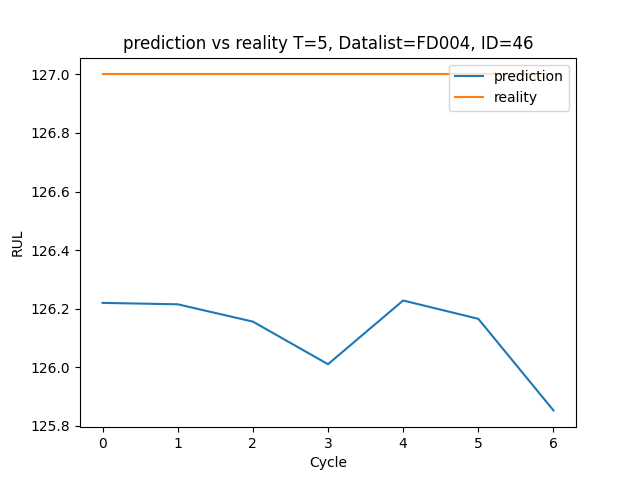 prediction vs reality T=5, Datalist=FD004, ID=46
127.0
126.8
126.6
126.4
126.2
126.0
125.8
RUL
prediction
reality
0 1 2 3 4 5 6
Cycle